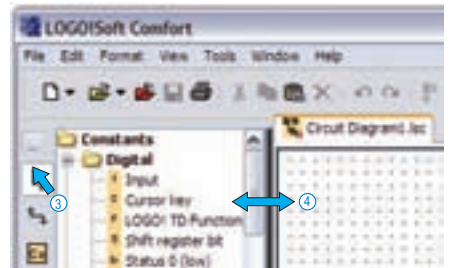 LOGO!Soft Comfort
File Edit Format View Tools Window Help
Circuit Diagram1.lsc
Constants
Digital
I Input
C Cursor key
F LOGO! TD Function
S Shift register bit
lo Status 0 (low)
3
4